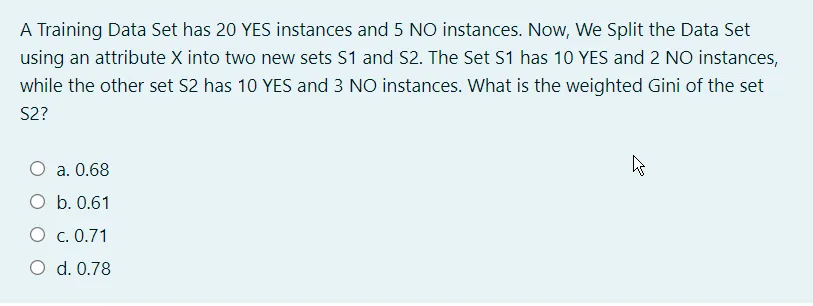 A Training Data Set has 20 YES instances and 5 NO instances. Now, We Split the Data Set
using an attribute X into two new sets S1 and S2. The Set S1 has 10 YES and 2 NO instances,
while the other set S2 has 10 YES and 3 NO instances. What is the weighted Gini of the set
S2?
a. 0.68
b. 0.61
c. 0.71
d. 0.78